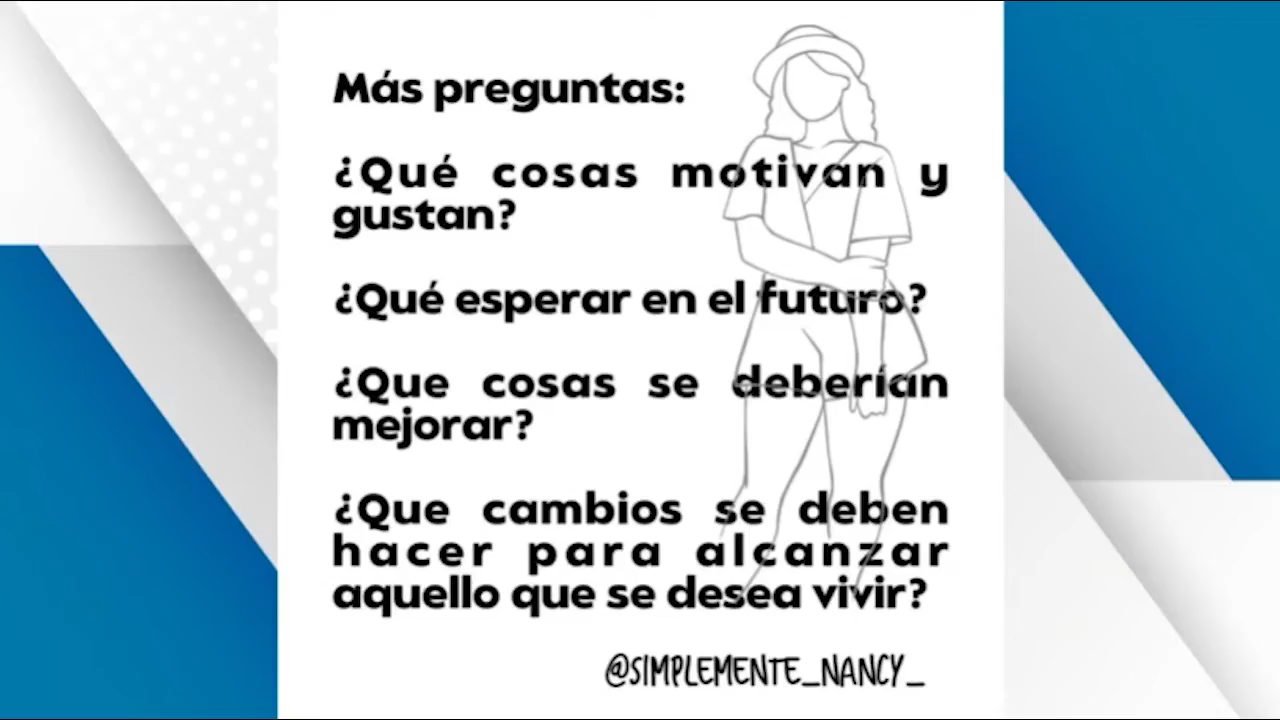 Más preguntas:
¿Qué cosas motivan y
gustan?
¿Qué esperar en el futuro?
¿Que cosas se deberían
mejorar?
¿Que cambios se deben
hacer para alcanzar
aquello que se desea vivir?
@SIMPLEMENTE_NANCY_